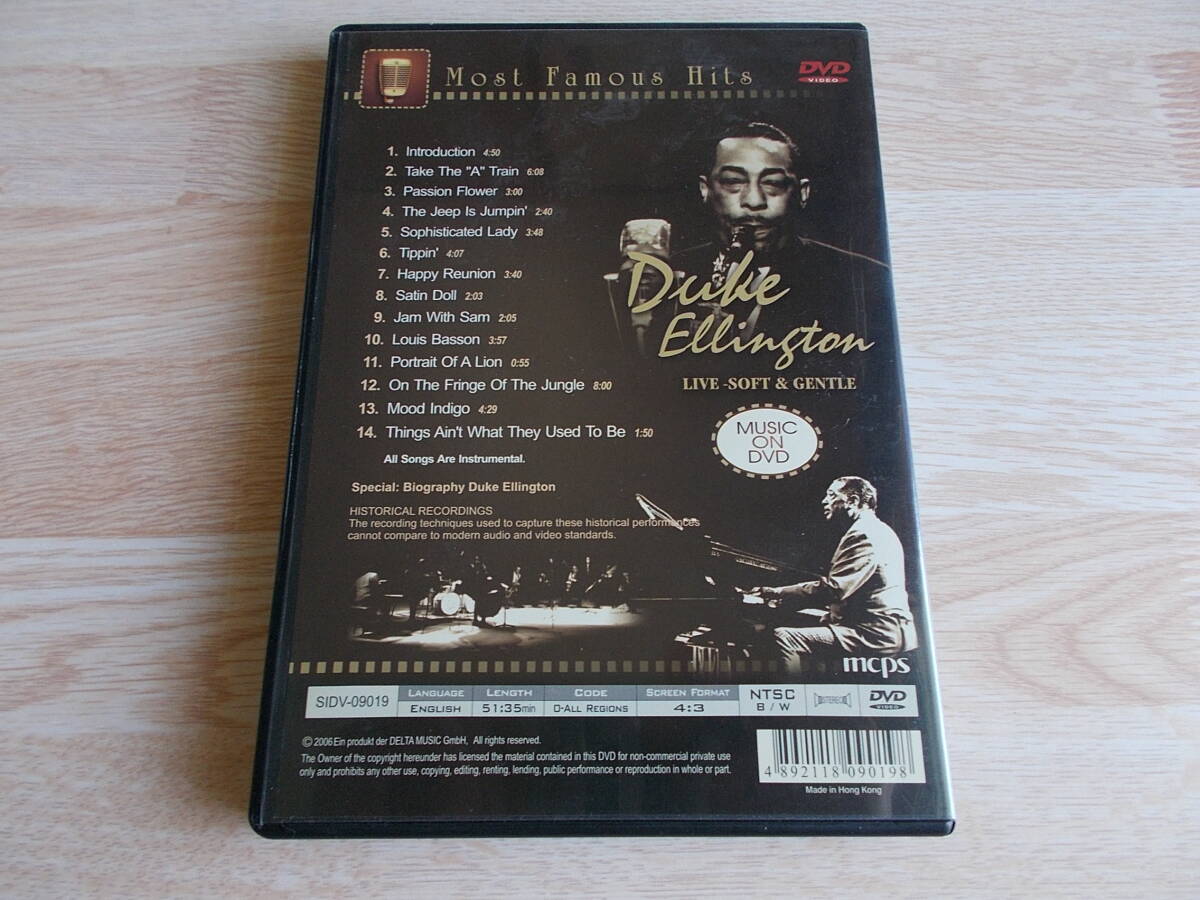 Most Famous Hits
DVD
VIDEO
1. Introduction 4:50
2. Take The "A" Train 6:08
3. Passion Flower 3:00
4. The Jeep Is Jumpin' 2:40
5. Sophisticated Lady 3:48
6. Tippin' 4:07
7. Happy Reunion 3:40
8. Satin Doll 2:03
9. Jam With Sam 2:05
10. Louis Basson 3:57
11. Portrait Of A Lion 0:55
12. On The Fringe Of The Jungle 8:00
13. Mood Indigo 4:29
14. Things Ain't What They Used To Be 1:50
All Songs Are Instrumental.
Duke
Ellington
LIVE -SOFT & GENTLE
MUSIC
ON
DVD
Special: Biography Duke Ellington
HISTORICAL RECORDINGS
The recording techniques used to capture these historical performances
cannot compare to modern audio and video standards.
mcps
SIDV-09019
Language
English
Length
51:35min
Code
0-All Regions
Screen Format
4:3
NTSC
B / W
STEREO
DVD
VIDEO
© 2006 Ein produkt der DELTA MUSIC GmbH, All rights reserved.
The Owner of the copyright hereunder has licensed the material contained in this DVD for non-commercial private use
only and prohibits any other use, copying, editing, renting, lending, public performance or reproduction in whole or part.
4 892118 090198
Made in Hong Kong